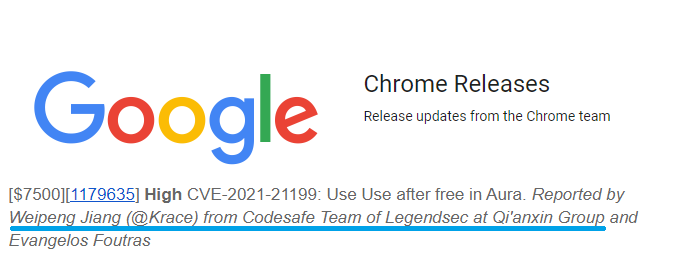 Google
Chrome Releases
Release updates from the Chrome team
[$7500][1179635] High CVE-2021-21199: Use Use after free in Aura. Reported by
Weipeng Jiang (@Krace) from Codesafe Team of Legendsec at Qi'anxin Group and
Evangelos Foutras